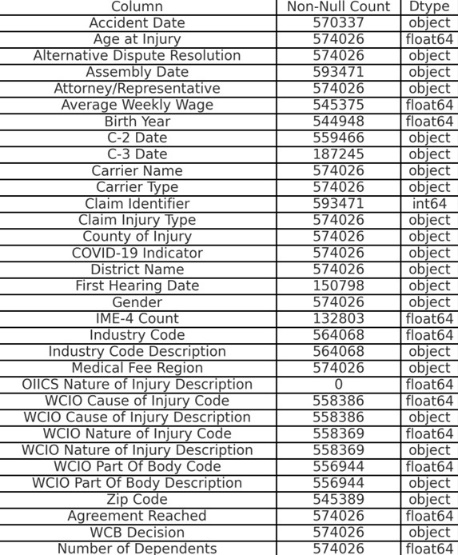 Column Non-Null Count Dtype
Accident Date 570337 object
Age at Injury 574026 float64
Alternative Dispute Resolution 574026 object
Assembly Date 593471 object
Attorney/Representative 574026 object
Average Weekly Wage 545375 float64
Birth Year 544948 float64
C-2 Date 559466 object
C-3 Date 187245 object
Carrier Name 574026 object
Carrier Type 574026 object
Claim Identifier 593471 int64
Claim Injury Type 574026 object
County of Injury 574026 object
COVID-19 Indicator 574026 object
District Name 574026 object
First Hearing Date 150798 object
Gender 574026 object
IME-4 Count 132803 float64
Industry Code 564068 float64
Industry Code Description 564068 object
Medical Fee Region 574026 object
OIICS Nature of Injury Description 0 float64
WCIO Cause of Injury Code 558386 float64
WCIO Cause of Injury Description 558386 object
WCIO Nature of Injury Code 558369 float64
WCIO Nature of Injury Description 558369 object
WCIO Part Of Body Code 556944 float64
WCIO Part Of Body Description 556944 object
Zip Code 545389 object
Agreement Reached 574026 float64
WCB Decision 574026 object
Number of Dependents 574026 float64